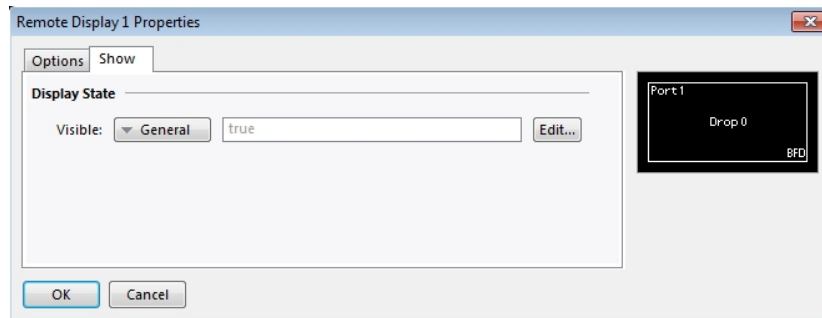 Remote Display 1 Properties
Options Show
Display State
Visible: General true Edit...
Port 1
Drop 0
BFD
OK Cancel